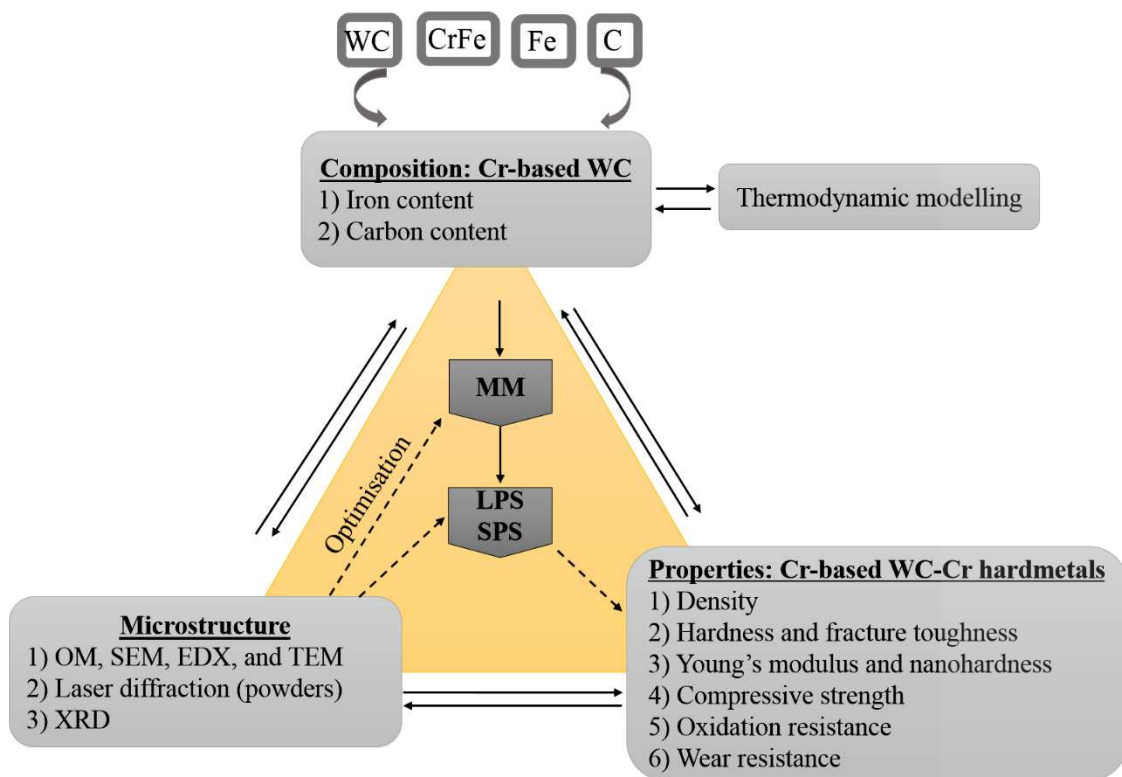 WC
CrFe
Fe
C
Composition: Cr-based WC
1) Iron content
2) Carbon content
Thermodynamic modelling
MM
Optimisation
LPS
SPS
Microstructure
1) OM, SEM, EDX, and TEM
2) Laser diffraction (powders)
3) XRD
Properties: Cr-based WC-Cr hardmetals
1) Density
2) Hardness and fracture toughness
3) Young’s modulus and nanohardness
4) Compressive strength
5) Oxidation resistance
6) Wear resistance